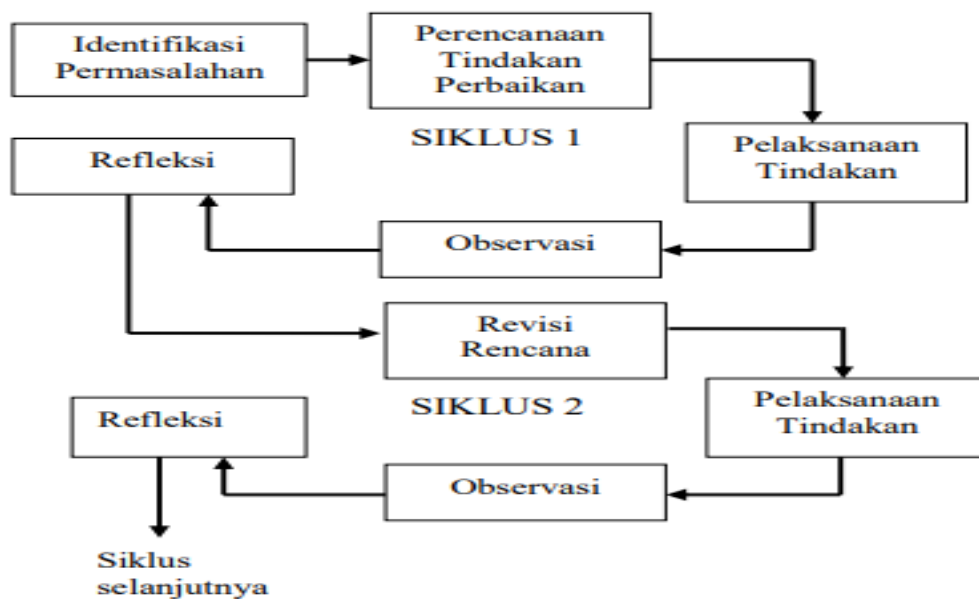 Identifikasi
Permasalahan
Perencanaan
Tindakan
Perbaikan
SIKLUS 1
Pelaksanaan
Tindakan
Refleksi
Observasi
Revisi
Rencana
SIKLUS 2
Pelaksanaan
Tindakan
Refleksi
Observasi
Siklus
selanjutnya